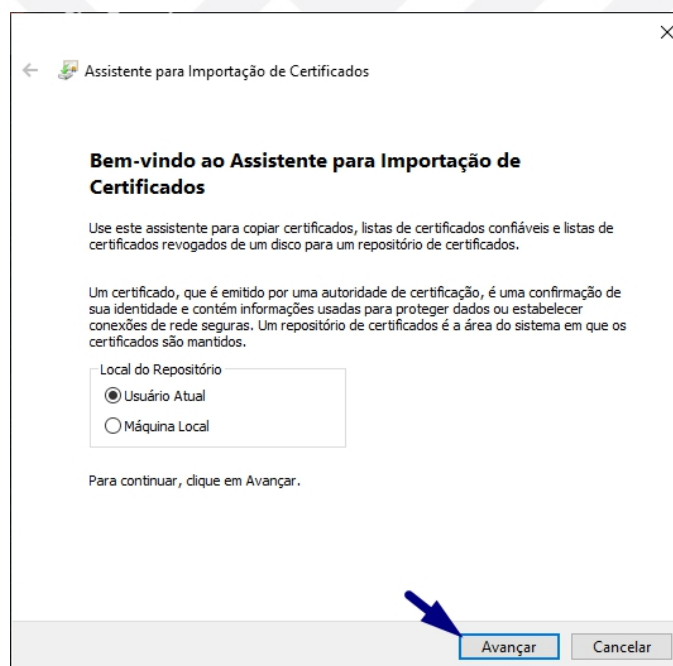 Assistente para Importação de Certificados
Bem-vindo ao Assistente para Importação de
Certificados
Use este assistente para copiar certificados, listas de certificados confiáveis e listas de
certificados revogados de um disco para um repositório de certificados.
Um certificado, que é emitido por uma autoridade de certificação, é uma confirmação de
sua identidade e contém informações usadas para proteger dados ou estabelecer
conexões de rede seguras. Um repositório de certificados é a área do sistema em que os
certificados são mantidos.
Local do Repositório
Usuário Atual
Máquina Local
Para continuar, clique em Avançar.
Avançar Cancelar